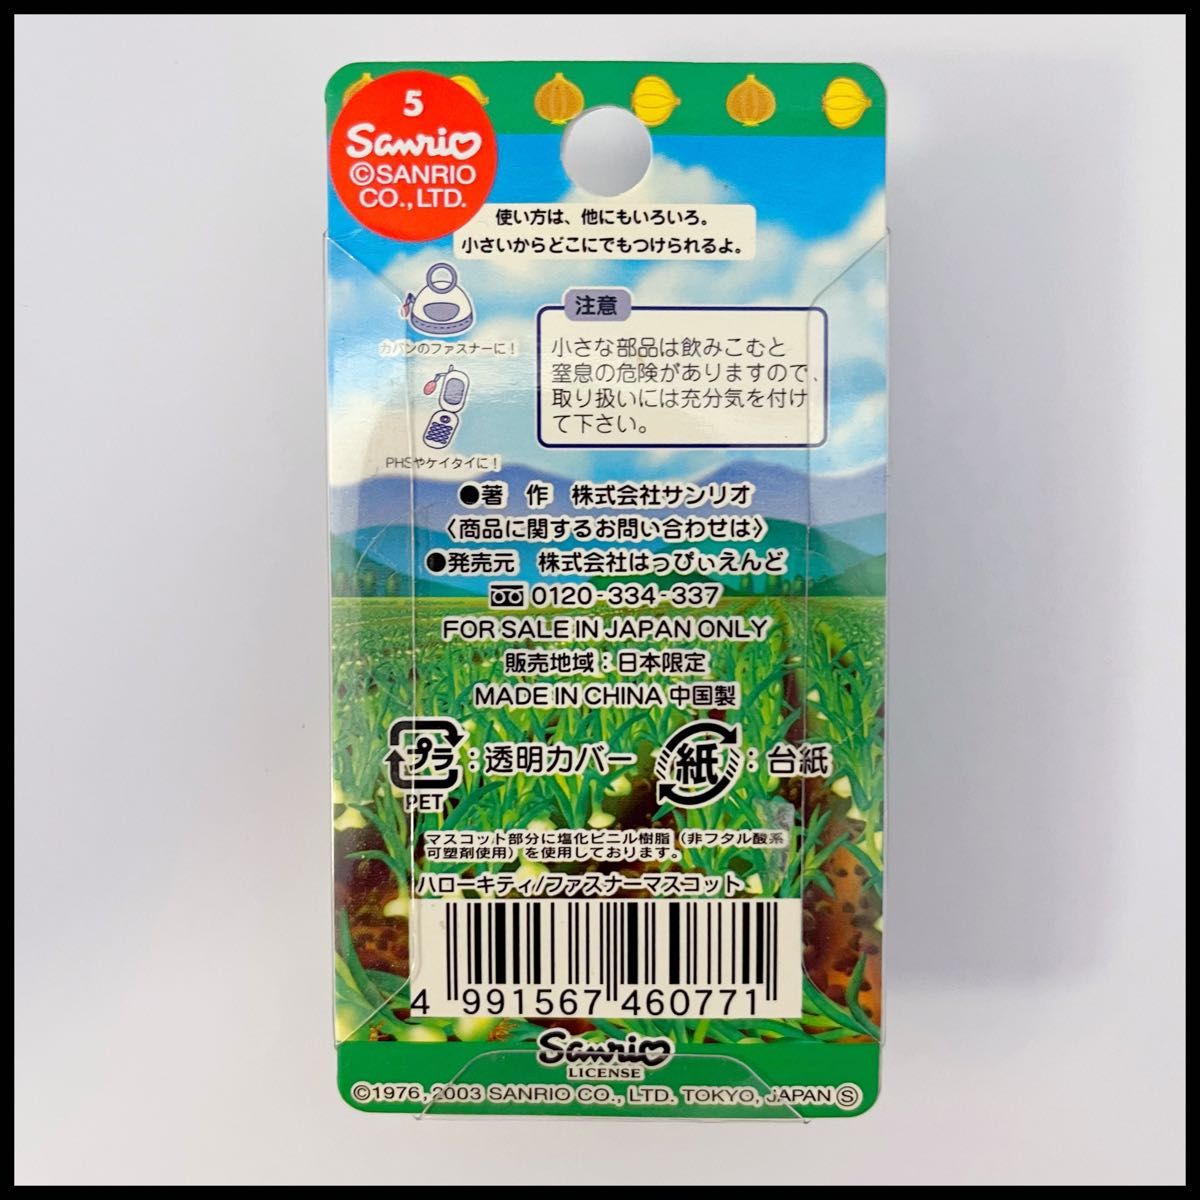 5
Sanrio
©SANRIO
CO.,LTD.
使い方は、他にもいろいろ。
小さいからどこにでもつけられるよ。
カバンのファスナーに!
PHSやケイタイに!
注意
小さな部品は飲みこむと
窒息の危険がありますので、
取り扱いには充分気を付け
て下さい。
●著 作 株式会社サンリオ
〈商品に関するお問い合わせは〉
●発売元 株式会社はっぴぃえんど
0120-334-337
FOR SALE IN JAPAN ONLY
販売地域:日本限定
MADE IN CHINA 中国製
プラ:透明カバー 紙:台紙
PET
マスコット部分に塩化ビニル樹脂(非フタル酸系
可塑剤使用)を使用しております。
ハローキティ/ファスナーマスコット
4 991567 460771
Sanrio
LICENSE
©1976, 2003 SANRIO CO., LTD. TOKYO, JAPAN Ⓢ